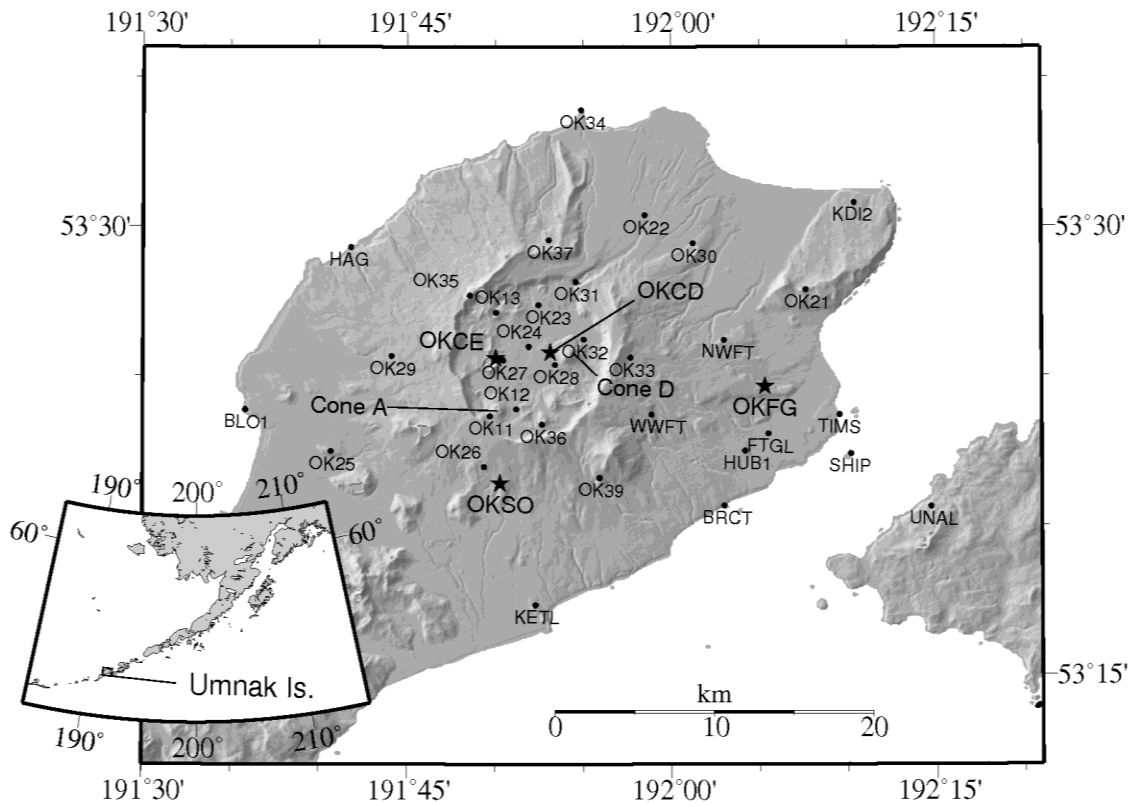 191°30' 191°45' 192°00' 192°15'
OK34
KDI2
53°30' 53°30'
OK22
HAG OK37 OK30
OK35 OK13 OK31 OKCD OK21
OK23
OK24
OKCE OK32 NWFT
OK29 OK27 OK28 OK33
Cone D
OK12 OKFG
Cone A
BLO1 OK11 WWFT TIMS
OK36 FTGL
OK26 HUB1 SHIP
OK25
OK39
OKSO BRCT UNAL
190° 200° 210°
60° 60°
KETL
53°15'
Umnak Is.
km
0 10 20
190° 200° 210°
191°30' 191°45' 192°00' 192°15'